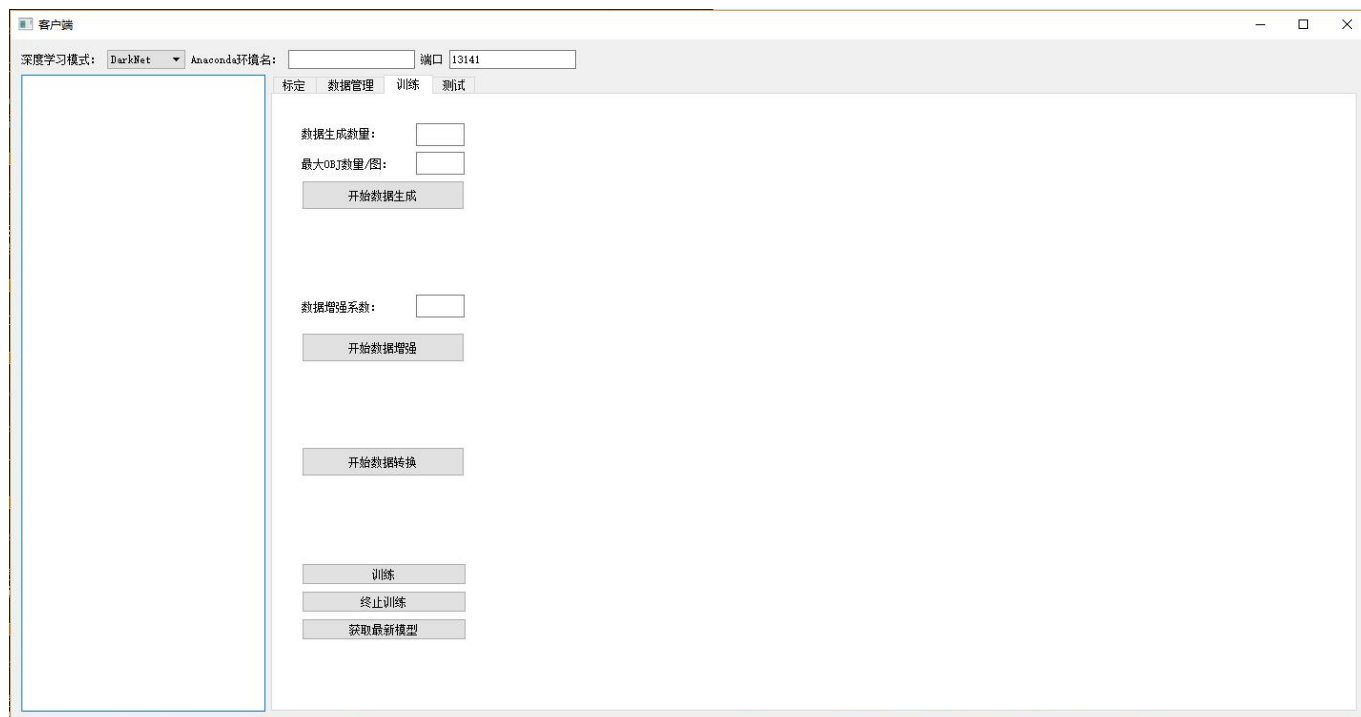 客户端
深度学习模式： DarkNet Anaconda环境名： 端口 13141
标定 数据管理 训练 测试
数据生成数量：
最大OBJ数量/图：
开始数据生成
数据增强系数：
开始数据增强
开始数据转换
训练
终止训练
获取最新模型